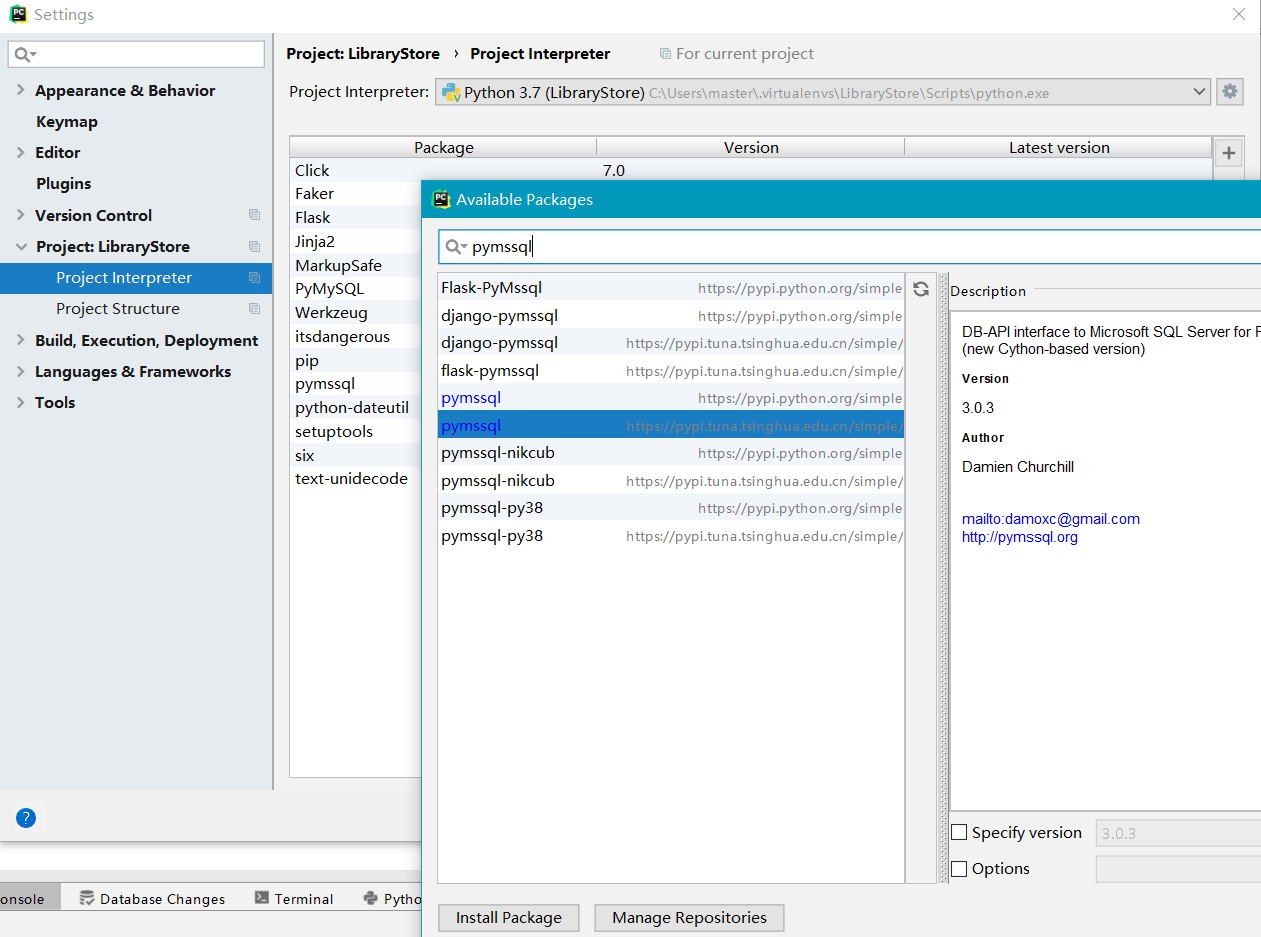 Settings
Project: LibraryStore › Project Interpreter For current project
Appearance & Behavior
Keymap
Editor
Plugins
Version Control
Project: LibraryStore
Project Interpreter
Project Structure
Build, Execution, Deployment
Languages & Frameworks
Tools
Project Interpreter: Python 3.7 (LibraryStore) C:\Users\master\.virtualenvs\LibraryStore\Scripts\python.exe
Package Version Latest version
Click 7.0
Faker
Flask
Jinja2
MarkupSafe
PyMySQL
Werkzeug
itsdangerous
pip
pymssql
python-dateutil
setuptools
six
text-unidecode
Available Packages
pymssql
Flask-PyMssql https://pypi.python.org/simple
django-pymssql https://pypi.python.org/simple
django-pymssql https://pypi.tuna.tsinghua.edu.cn/simple/
flask-pymssql https://pypi.tuna.tsinghua.edu.cn/simple/
pymssql https://pypi.python.org/simple
pymssql https://pypi.tuna.tsinghua.edu.cn/simple/
pymssql-nikcub https://pypi.python.org/simple
pymssql-nikcub https://pypi.tuna.tsinghua.edu.cn/simple/
pymssql-py38 https://pypi.python.org/simple
pymssql-py38 https://pypi.tuna.tsinghua.edu.cn/simple/
Description
DB-API interface to Microsoft SQL Server for
(new Cython-based version)
Version
3.0.3
Author
Damien Churchill
mailto:damoxc@gmail.com
http://pymssql.org
Specify version 3.0.3
Options
Install Package Manage Repositories
?
onsole Database Changes Terminal Pytho